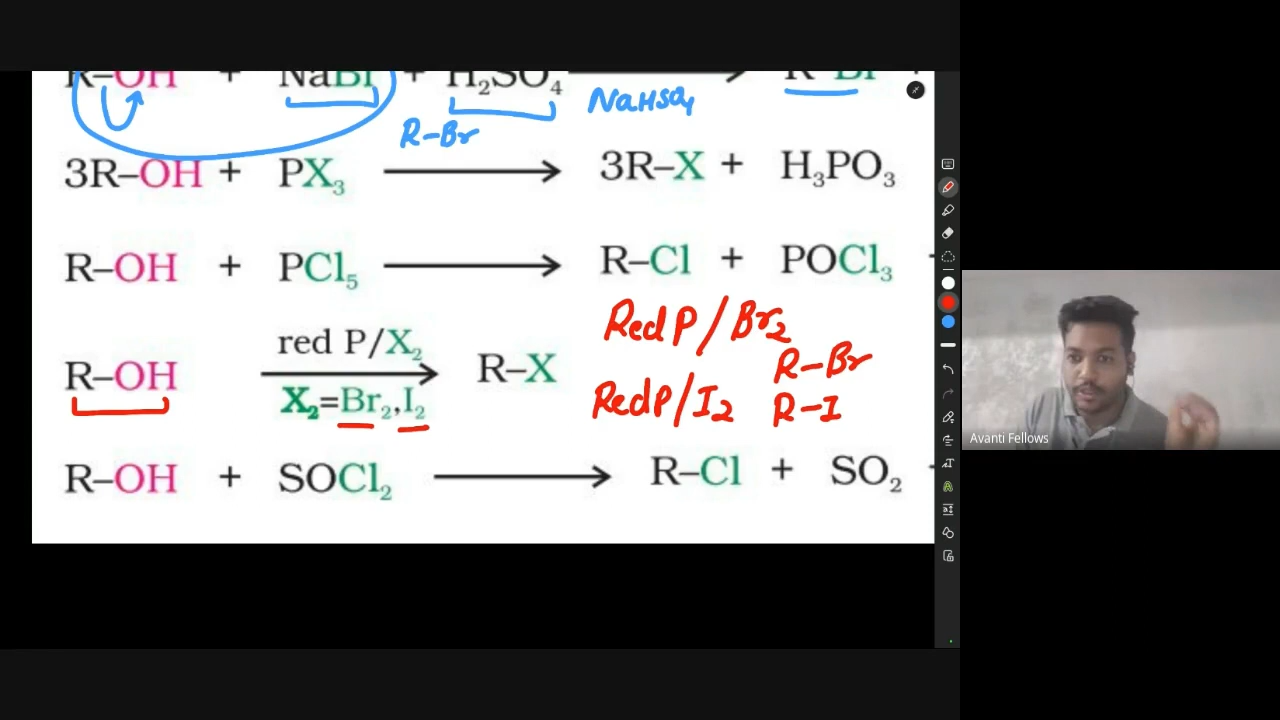 R–OH + NaBr + H₂SO₄ → R–Br +
NaHSO₄
R-Br
3R–OH + PX₃ → 3R–X + H₃PO₃
R–OH + PCl₅ → R–Cl + POCl₃
Red P / Br₂
R–OH red P/X₂ → R–X
X₂=Br₂,I₂
R-Br
Red P / I₂ R-I
R–OH + SOCl₂ → R–Cl + SO₂
Avanti Fellows